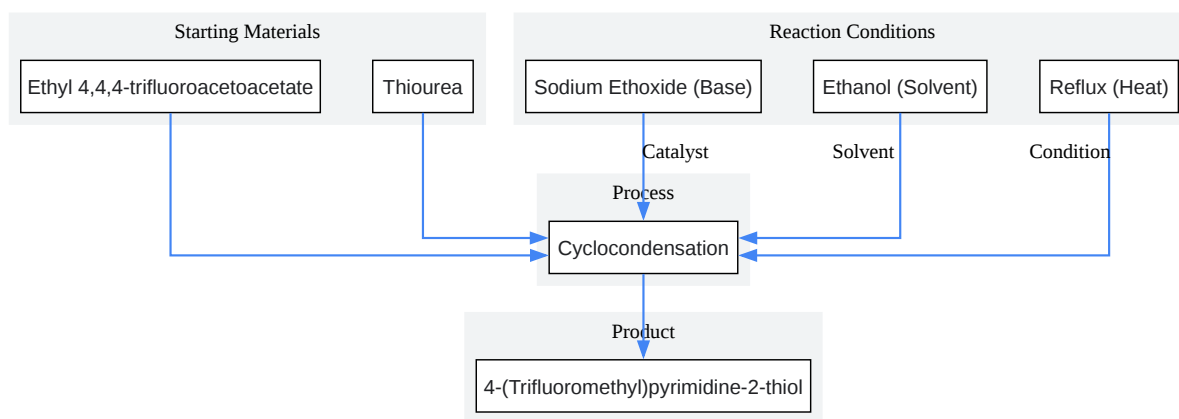 Starting Materials
Reaction Conditions
Ethyl 4,4,4-trifluoroacetoacetate
Thiourea
Sodium Ethoxide (Base)
Ethanol (Solvent)
Reflux (Heat)
Catalyst
Solvent
Condition
Process
Cyclocondensation
Product
4-(Trifluoromethyl)pyrimidine-2-thiol